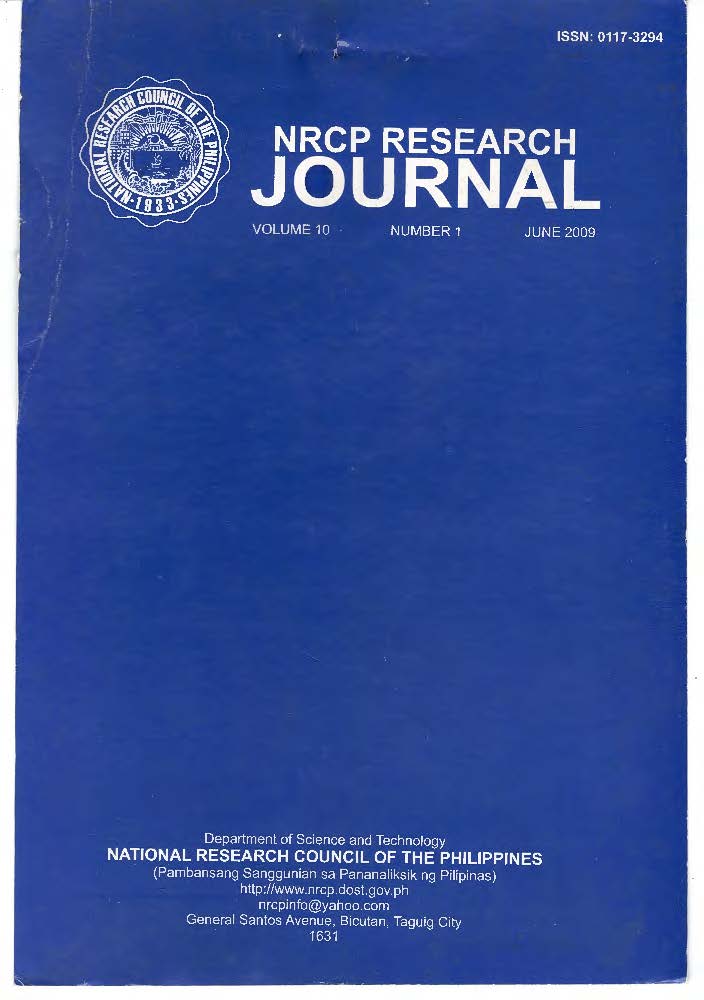 ISSN: 0117-3294
NATIONAL RESEARCH COUNCIL OF THE PHILIPPINES
·1933·
NRCP RESEARCH
JOURNAL
VOLUME 10 NUMBER 1 JUNE 2009
Department of Science and Technology
NATIONAL RESEARCH COUNCIL OF THE PHILIPPINES
(Pambansang Sanggunian sa Pananaliksik ng Pilipinas)
http://www.nrcp.dost.gov.ph
nrcpinfo@yahoo.com
General Santos Avenue, Bicutan, Taguig City
1631